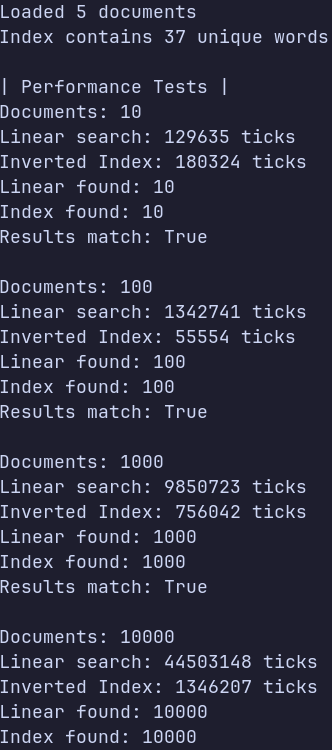 Loaded 5 documents
Index contains 37 unique words
| Performance Tests |
Documents: 10
Linear search: 129635 ticks
Inverted Index: 180324 ticks
Linear found: 10
Index found: 10
Results match: True
Documents: 100
Linear search: 1342741 ticks
Inverted Index: 55554 ticks
Linear found: 100
Index found: 100
Results match: True
Documents: 1000
Linear search: 9850723 ticks
Inverted Index: 756042 ticks
Linear found: 1000
Index found: 1000
Results match: True
Documents: 10000
Linear search: 44503148 ticks
Inverted Index: 1346207 ticks
Linear found: 10000
Index found: 10000